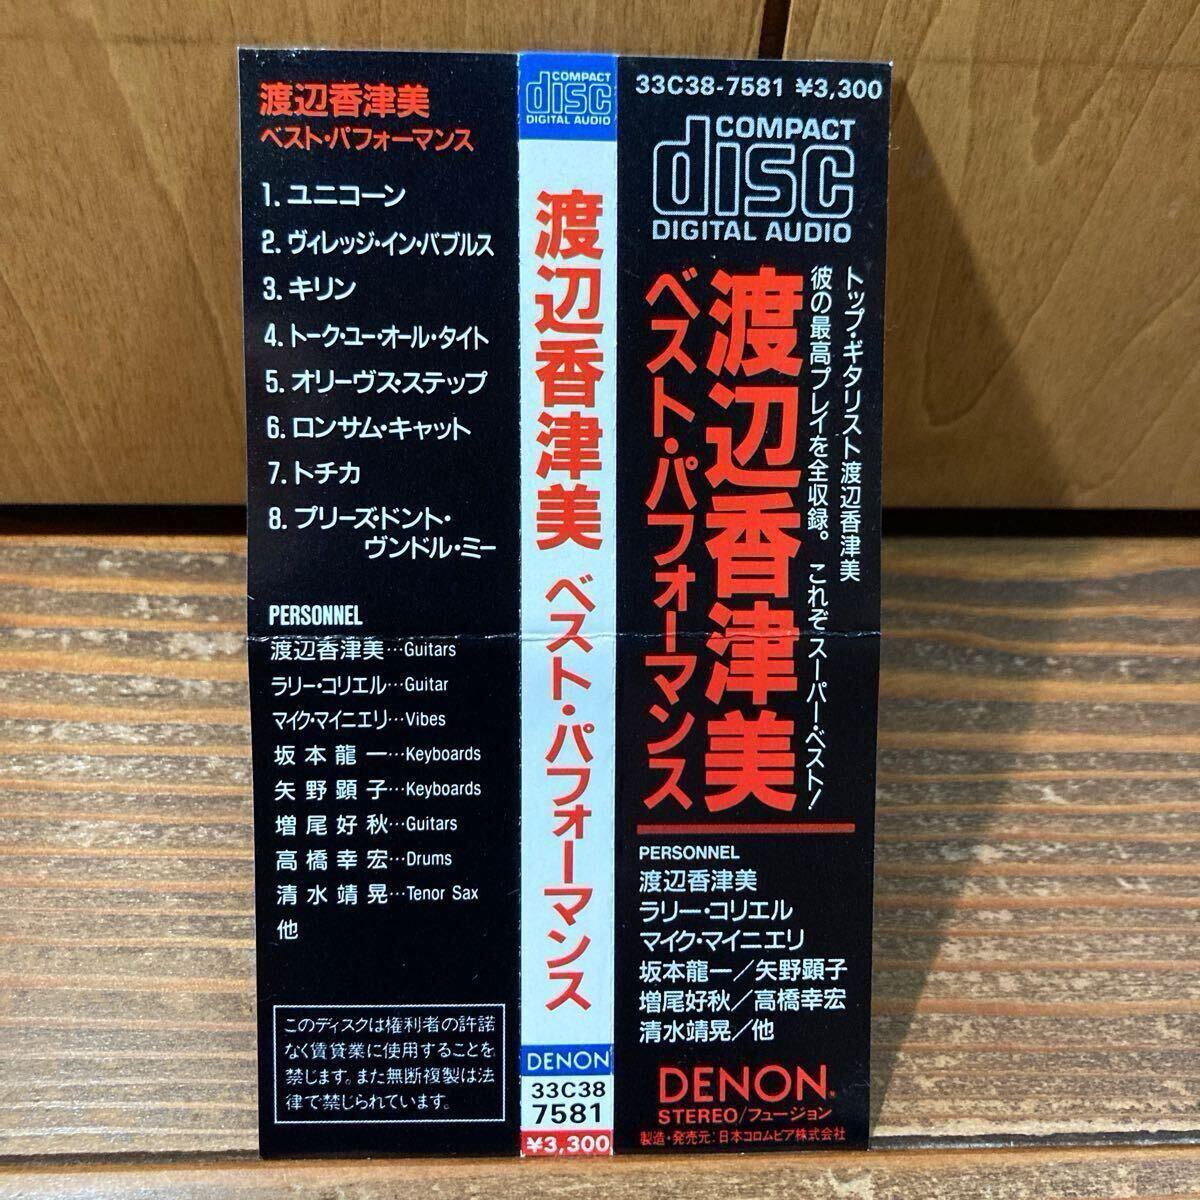 渡辺香津美
ベスト・パフォーマンス
1. ユニコーン
2. ヴィレッジ・イン・バブルス
3. キリン
4. トーク・ユー・オール・タイト
5. オリーヴス・ステップ
6. ロンサム・キャット
7. トチカ
8. プリーズ・ドント・
ヴンドル・ミー
PERSONNEL
渡辺香津美…Guitars
ラリー・コリエル…Guitar
マイク・マイニエリ…Vibes
坂本龍一…Keyboards
矢野顕子…Keyboards
増尾好秋…Guitars
高橋幸宏…Drums
清水靖晃…Tenor Sax
他
このディスクは権利者の許諾
なく賃貸業に使用することを
禁じます。また無断複製は法
律で禁じられています。
COMPACT
disc
DIGITAL AUDIO
渡辺香津美 ベスト・パフォーマンス
DENON
33C38
7581
¥3,300
33C38-7581 ¥3,300
COMPACT
disc
DIGITAL AUDIO
トップ・ギタリスト渡辺香津美
彼の最高プレイを全収録。 これぞスーパー・ベスト!
渡辺香津美
ベスト・パフォーマンス
PERSONNEL
渡辺香津美
ラリー・コリエル
マイク・マイニエリ
坂本龍一／矢野顕子
増尾好秋／高橋幸宏
清水靖晃／他
DENON™
STEREO/フュージョン
製造・発売元:日本コロムビア株式会社